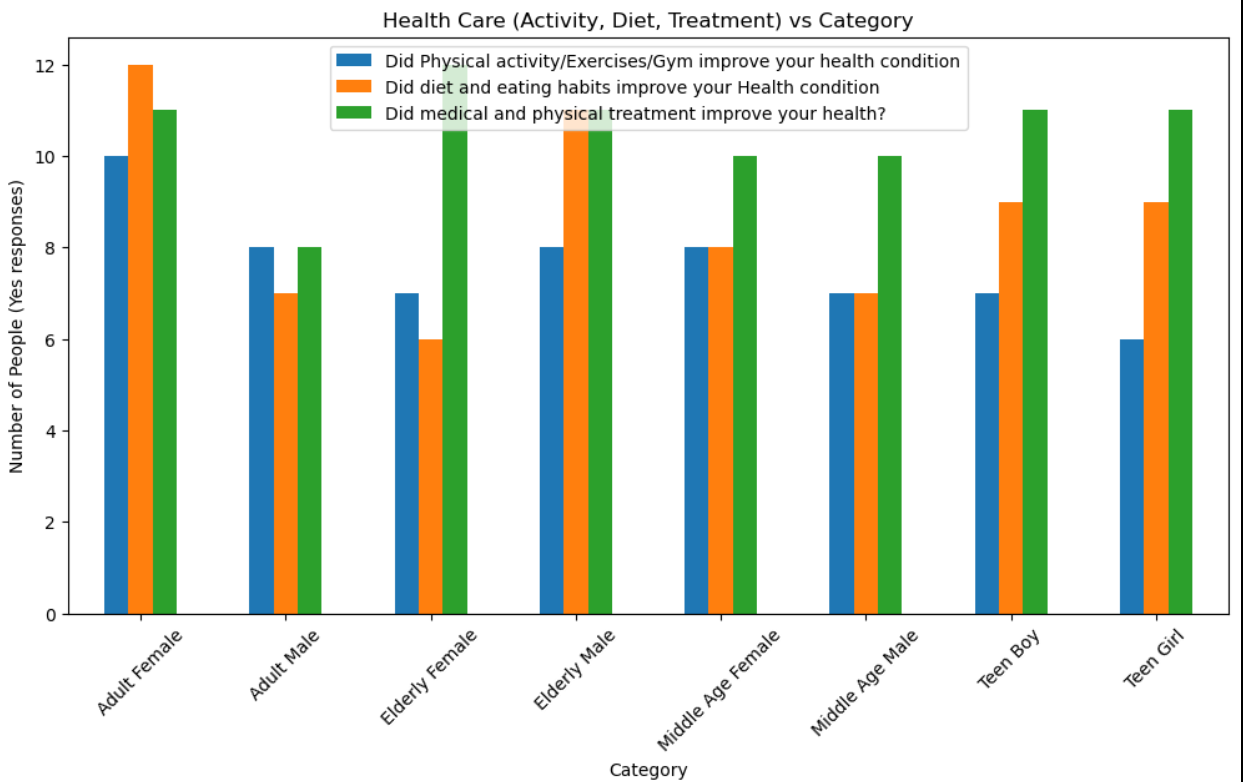 Health Care (Activity, Diet, Treatment) vs Category
Did Physical activity/Exercises/Gym improve your health condition
Did diet and eating habits improve your Health condition
Did medical and physical treatment improve your health?
Number of People (Yes responses)
12
10
8
6
4
2
0
Adult Female
Adult Male
Elderly Female
Elderly Male
Middle Age Female
Middle Age Male
Teen Boy
Teen Girl
Category